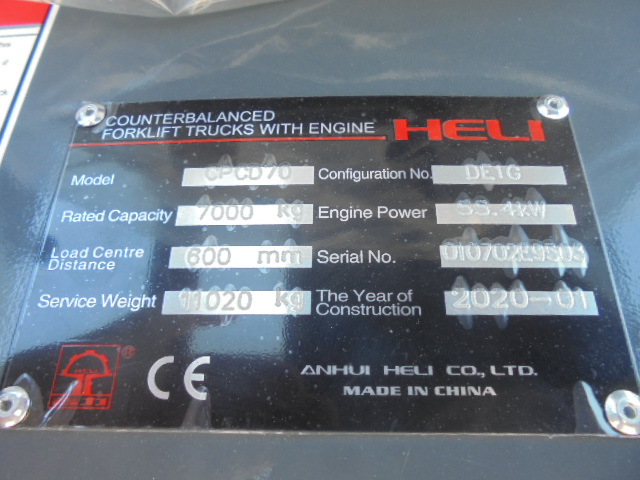 COUNTERBALANCED
FORKLIFT TRUCKS WITH ENGINE HELI
Model CPCD70 Configuration No.
Rated Capacity 7000 kg Engine Power 55.4kW
Load Centre Distance 600 mm Serial No.
Service Weight 11020 kg The Year of Construction 2020-01
®
CE ANHUI HELI CO., LTD.
MADE IN CHINA